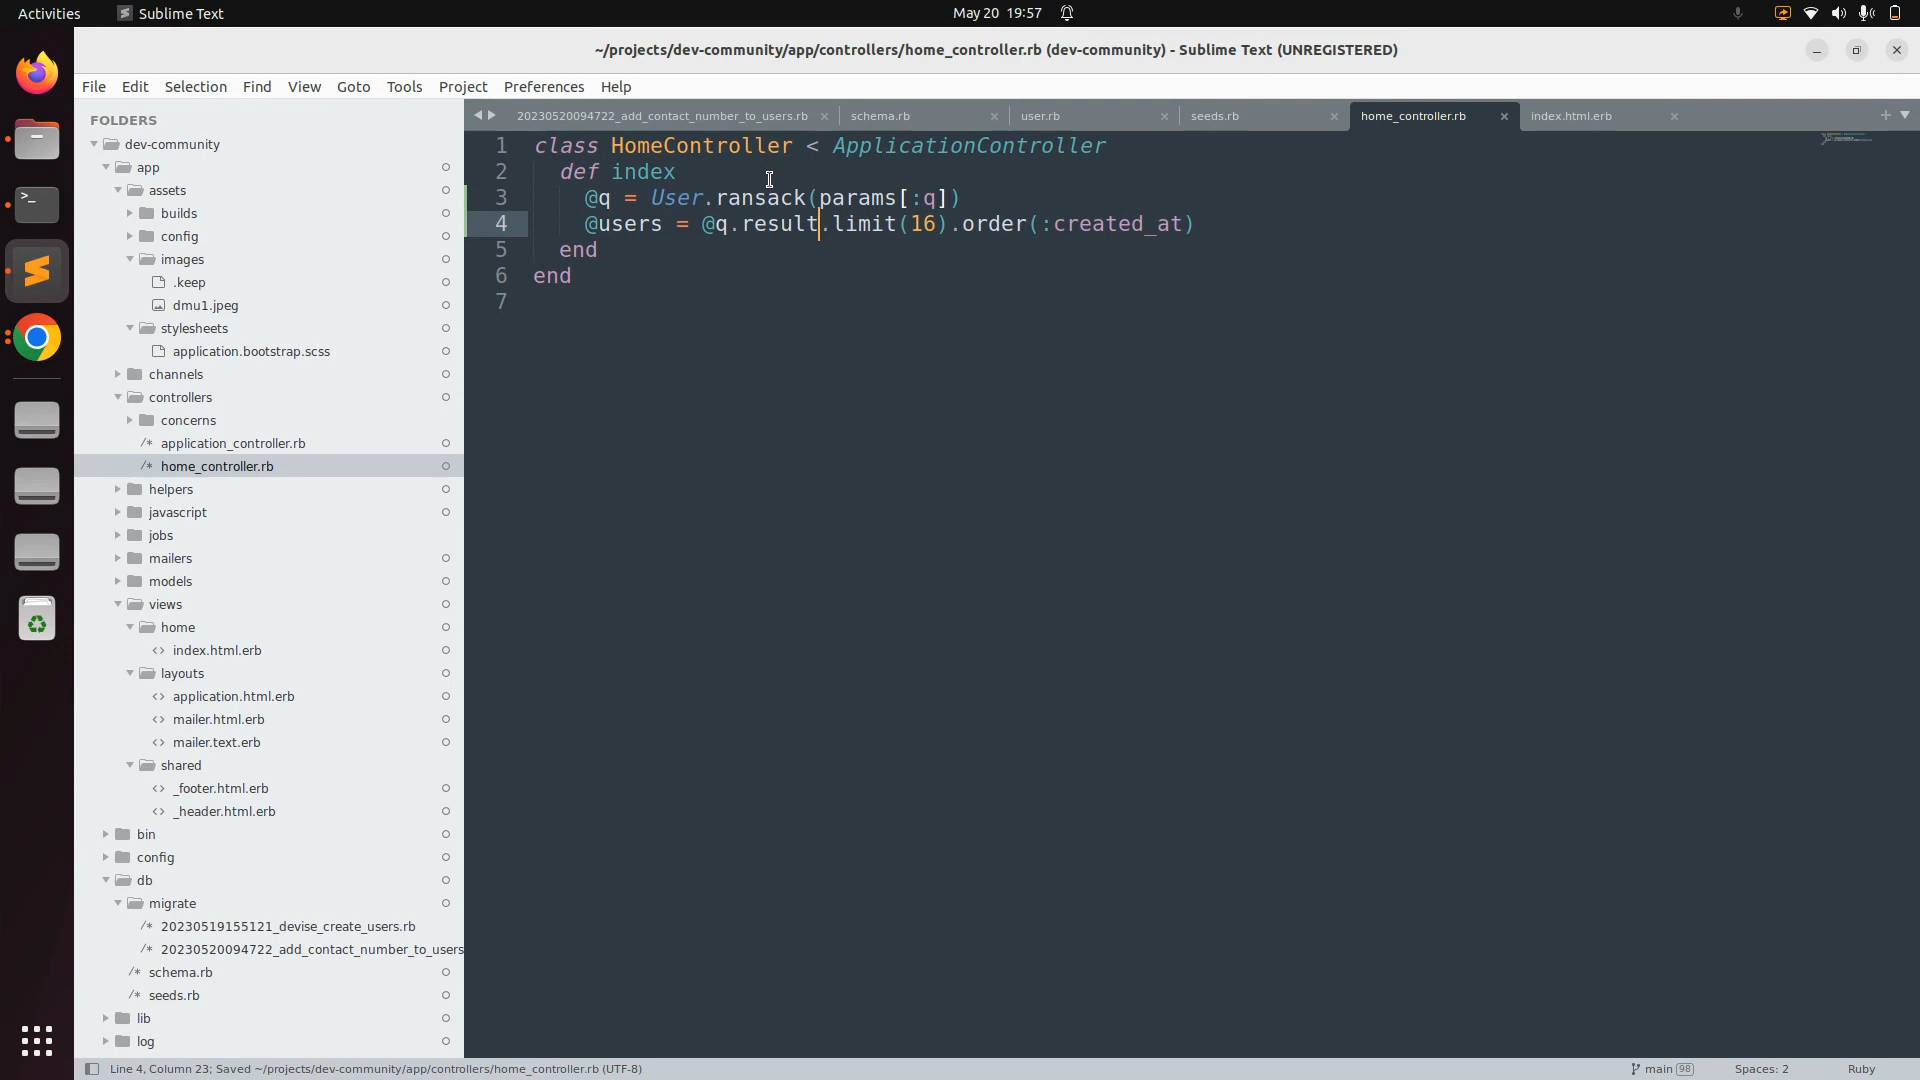 Activities Sublime Text May 20 19:57
~/projects/dev-community/app/controllers/home_controller.rb (dev-community) - Sublime Text (UNREGISTERED)
File Edit Selection Find View Goto Tools Project Preferences Help
FOLDERS
dev-community
app
assets
builds
config
images
.keep
dmu1.jpeg
stylesheets
application.bootstrap.scss
channels
controllers
concerns
/* application_controller.rb
/* home_controller.rb
helpers
javascript
jobs
mailers
models
views
home
<> index.html.erb
layouts
<> application.html.erb
<> mailer.html.erb
<> mailer.text.erb
shared
<> _footer.html.erb
<> _header.html.erb
bin
config
db
migrate
/* 20230519155121_devise_create_users.rb
/* 20230520094722_add_contact_number_to_users
/* schema.rb
/* seeds.rb
lib
log
20230520094722_add_contact_number_to_users.rb schema.rb user.rb seeds.rb home_controller.rb index.html.erb
1 class HomeController < ApplicationController
2 def index
3 @q = User.ransack(params[:q])
4 @users = @q.result.limit(16).order(:created_at)
5 end
6 end
7
Line 4, Column 23; Saved ~/projects/dev-community/app/controllers/home_controller.rb (UTF-8) main 98 Spaces: 2 Ruby